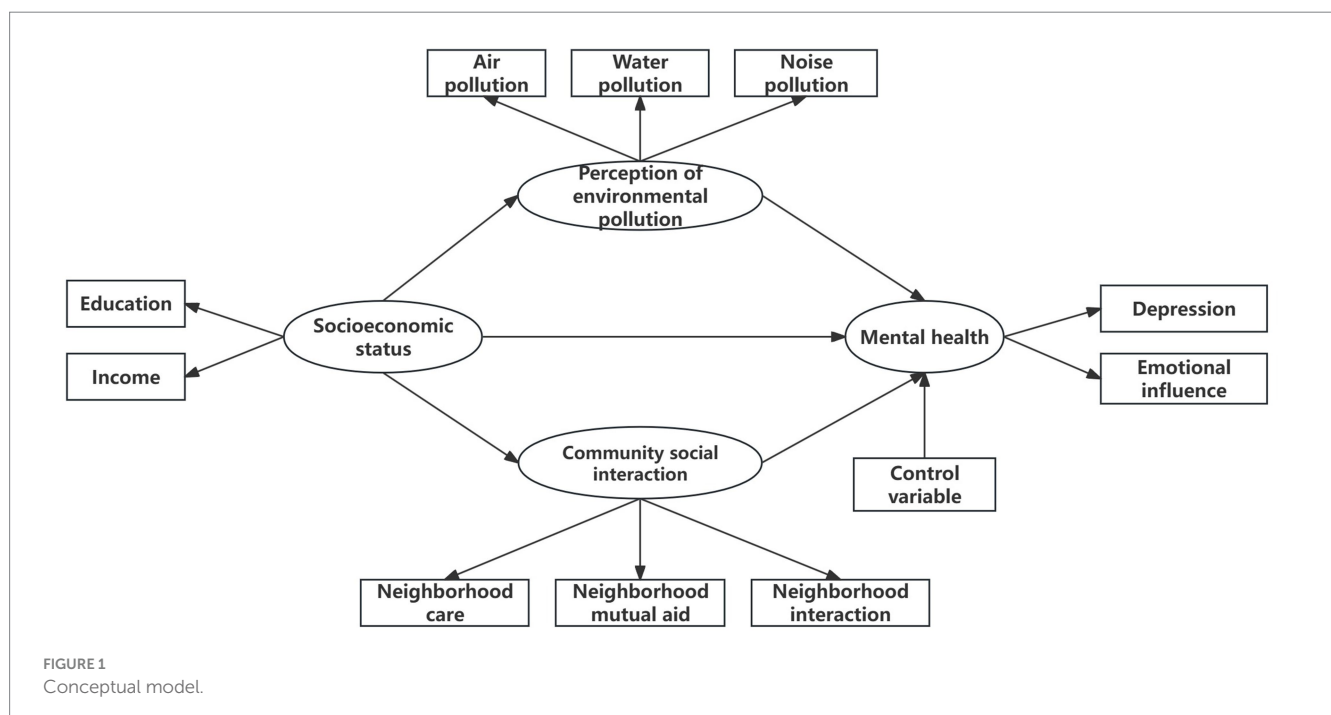 Air
pollution
Water
pollution
Noise
pollution
Perception of
environmental
pollution
Education
Income
Socioeconomic
status
Mental health
Depression
Emotional
influence
Community social
interaction
Control
variable
Neighborhood
care
Neighborhood
mutual aid
Neighborhood
interaction
FIGURE 1
Conceptual model.